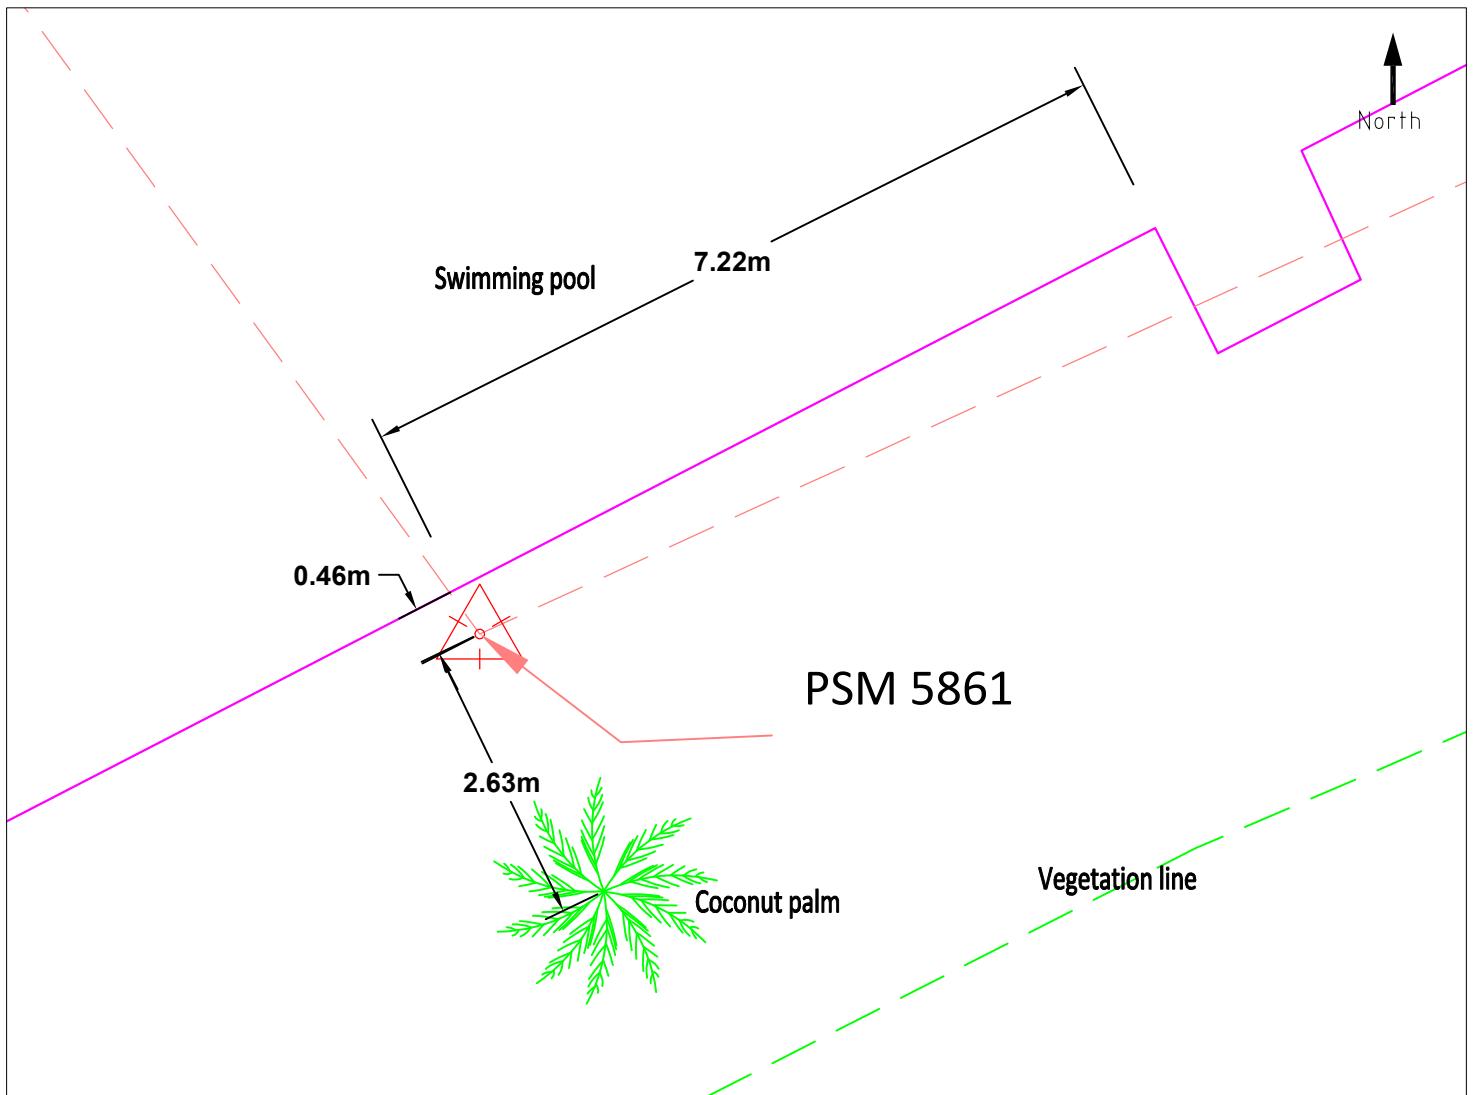 North
7.22m
Swimming pool
0.46m
PSM 5861
2.63m
Vegetation line
Coconut palm